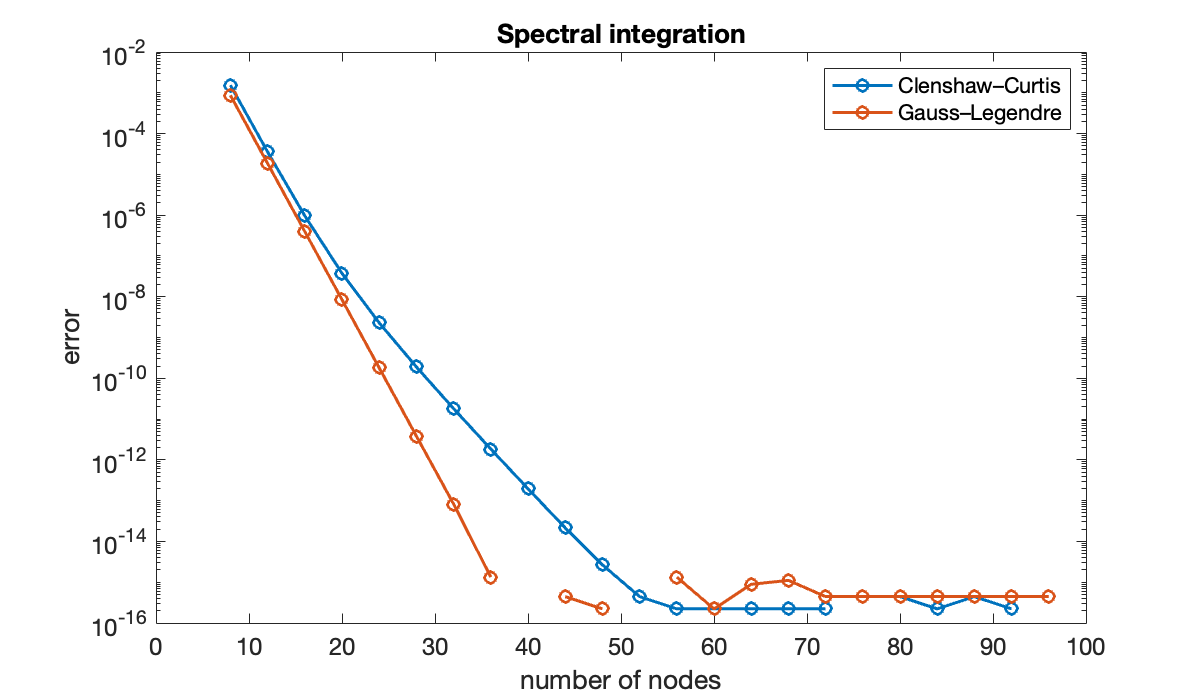 Spectral integration
Clenshaw–Curtis
Gauss–Legendre
error
10⁻²
10⁻⁴
10⁻⁶
10⁻⁸
10⁻¹⁰
10⁻¹²
10⁻¹⁴
10⁻¹⁶
0 10 20 30 40 50 60 70 80 90 100
number of nodes